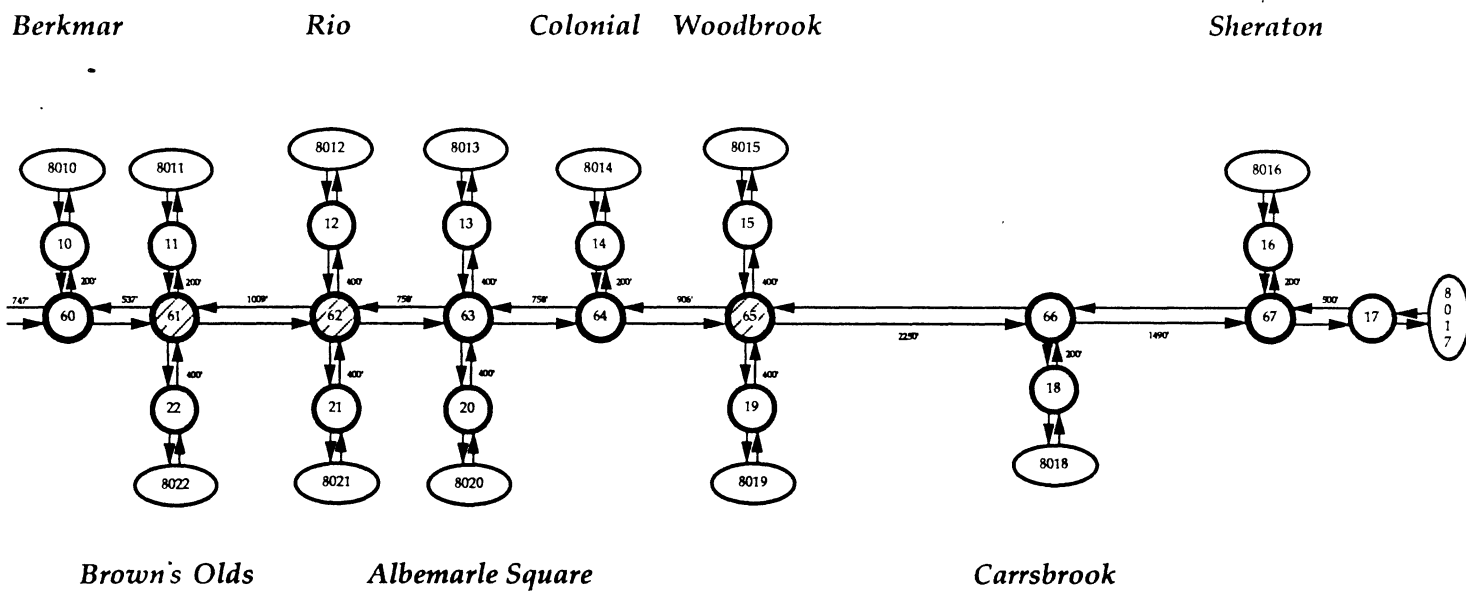 Berkmar Rio Colonial Woodbrook Sheraton
8012 8013 8015
8010 8011 8014 8016
12 13 15
10 11 14 16
200' 200' 400' 400' 200' 400' 200'
747' 537' 1009' 758' 758' 906' 500'
60 61 62 63 64 65 66 67 17 8017
2250' 1490'
400' 400' 400' 400' 200'
18
22 21 20 19
8018
8022 8021 8020 8019
Brown's Olds Albemarle Square Carrsbrook